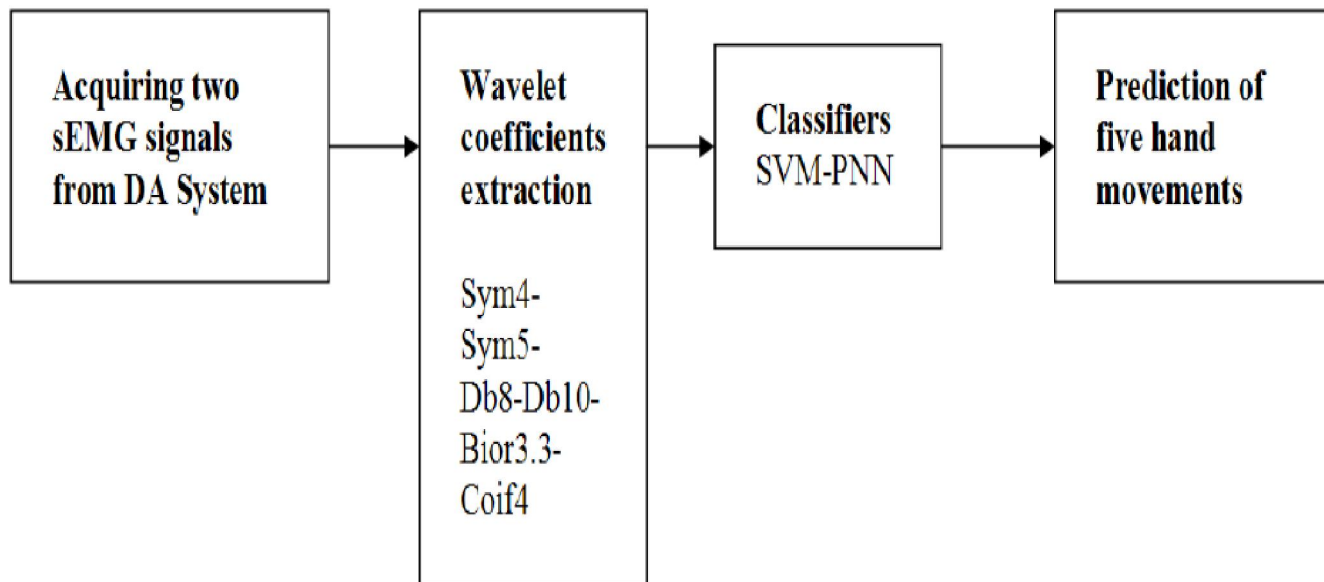 Acquiring two
sEMG signals
from DA System
Wavelet
coefficients
extraction
Sym4-
Sym5-
Db8-Db10-
Bior3.3-
Coif4
Classifiers
SVM-PNN
Prediction of
five hand
movements